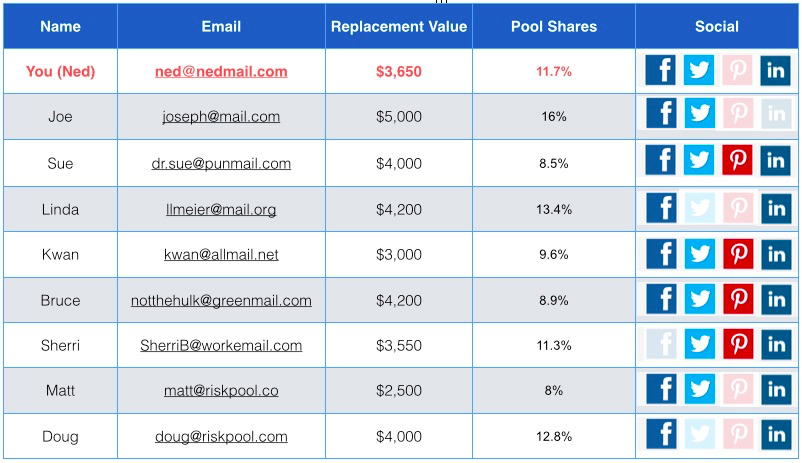 Name Email Replacement Value Pool Shares Social
You (Ned) ned@nedmail.com $3,650 11.7% f in
Joe joseph@mail.com $5,000 16% f in
Sue dr.sue@punmail.com $4,000 8.5% f in
Linda llmeier@mail.org $4,200 13.4% f in
Kwan kwan@allmail.net $3,000 9.6% f in
Bruce notthehulk@greenmail.com $4,200 8.9% f in
Sherri SherriB@workemail.com $3,550 11.3% f in
Matt matt@riskpool.co $2,500 8% f in
Doug doug@riskpool.com $4,000 12.8% f in